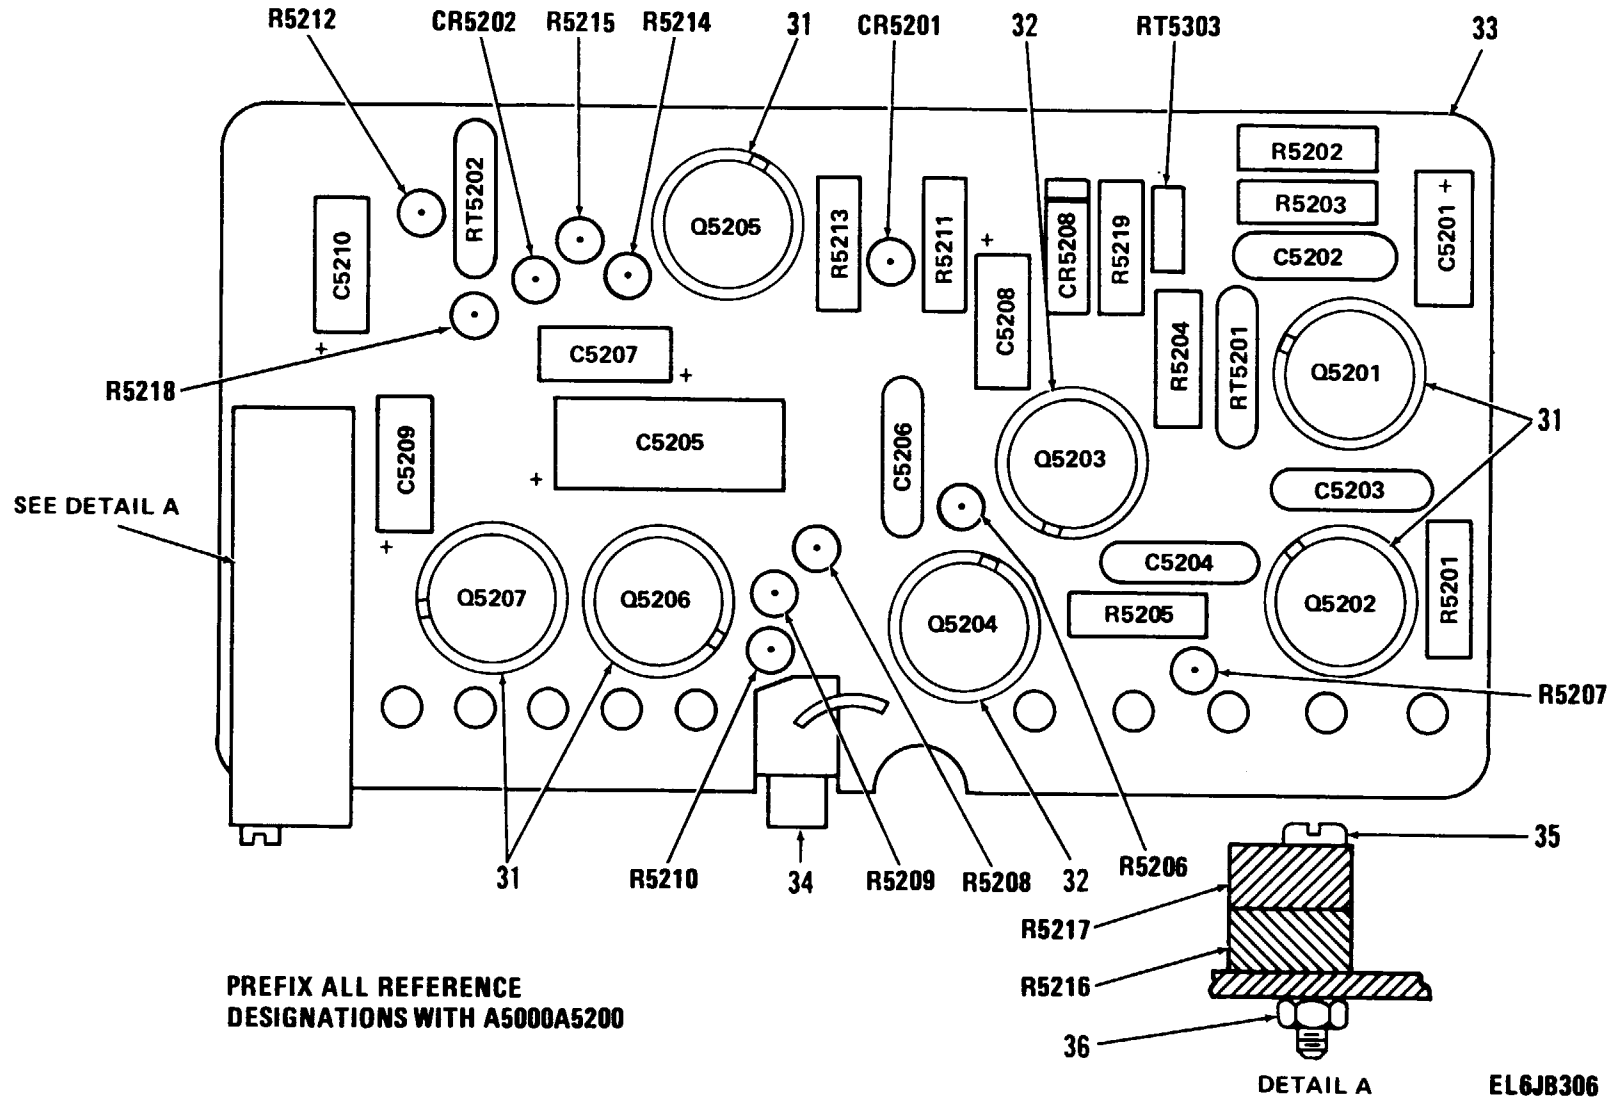 R5212
CR5202
R5215
R5214
31
CR5201
32
RT5303
33
R5202
RT5202
R5203
+
C5201
Q5205
R5213
R5211
+
CR5208
R5219
C5210
C5202
C5208
+
C5207
+
R5204
RT5201
Q5201
R5218
31
C5209
C5205
+
C5206
Q5203
C5203
SEE DETAIL A
+
C5204
R5201
Q5207
Q5206
Q5204
R5205
Q5202
R5207
31
R5210
34
R5209
R5208
32
R5206
35
R5217
R5216
36
PREFIX ALL REFERENCE
DESIGNATIONS WITH A5000A5200
DETAIL A
EL6JB306